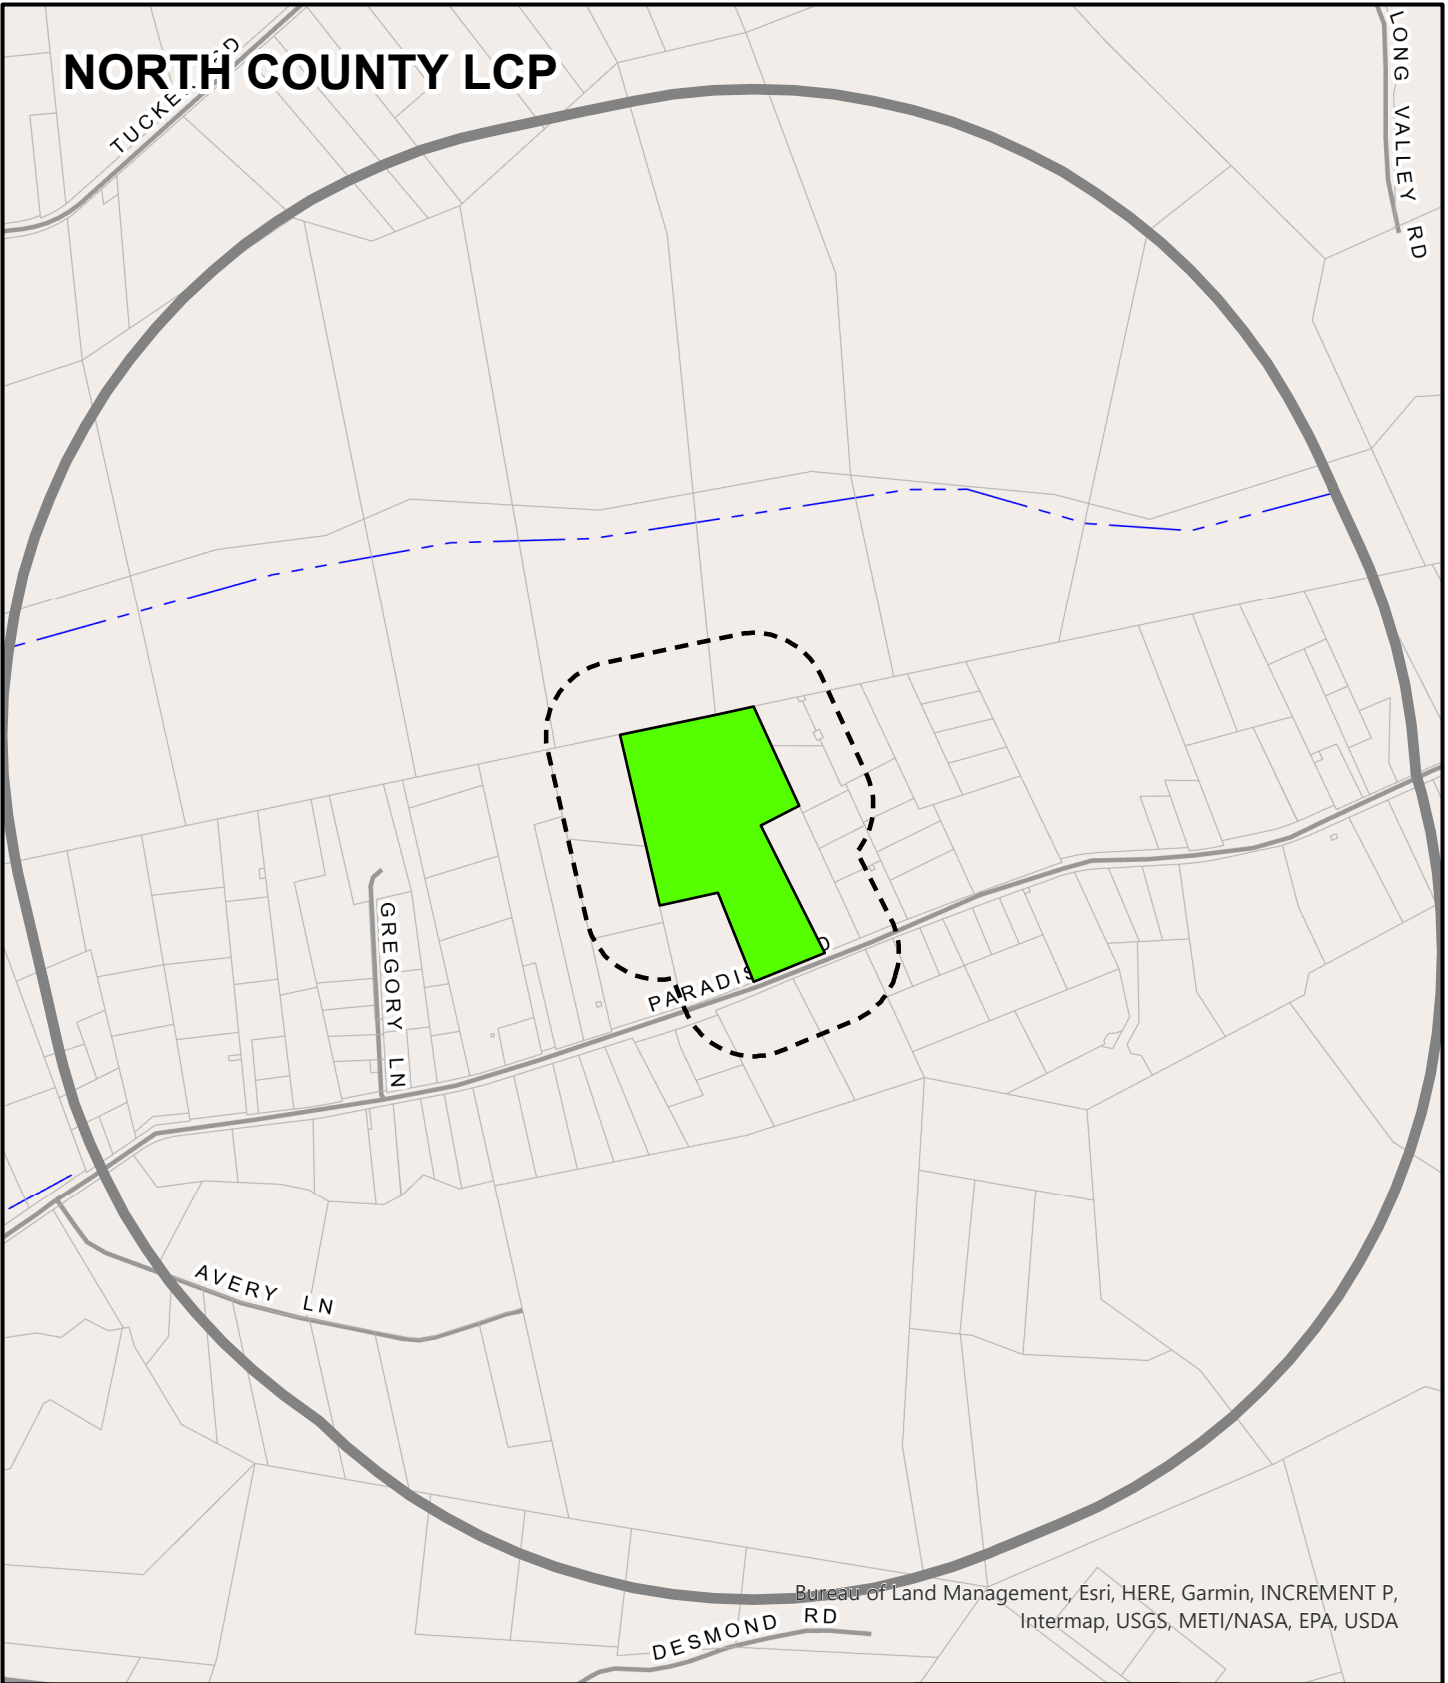 NORTH COUNTY LCP
LONG VALLEY RD
GREGORY LN
AVERY LN
Bureau of Land Management, Esri, HERE, Garmin, INCREMENT P,
Intermap, USGS, METI/NASA, EPA, USDA
DESMOND RD